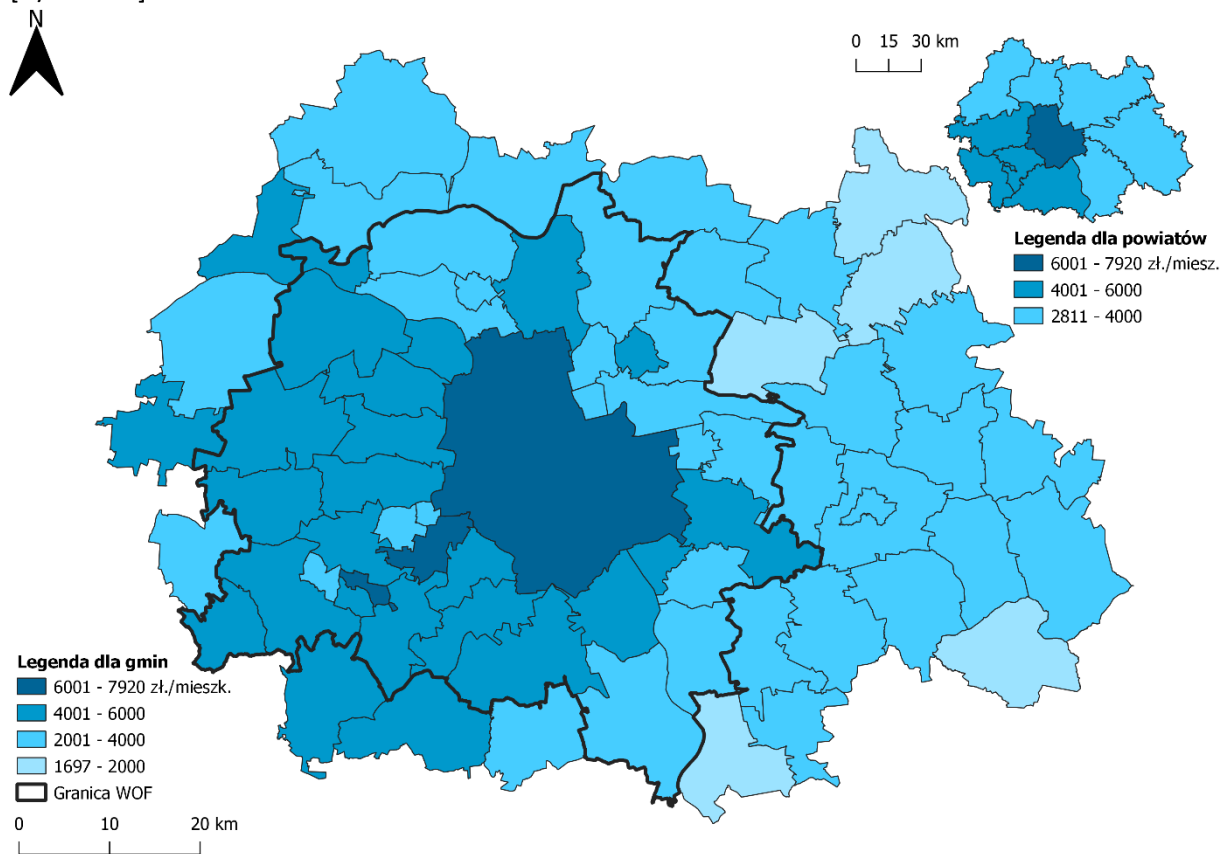 N
0 15 30 km
Legenda dla powiatów
6001 - 7920 zł./miesz.
4001 - 6000
2811 - 4000
Legenda dla gmin
6001 - 7920 zł./mieszk.
4001 - 6000
2001 - 4000
1697 - 2000
Granica WOF
0 10 20 km